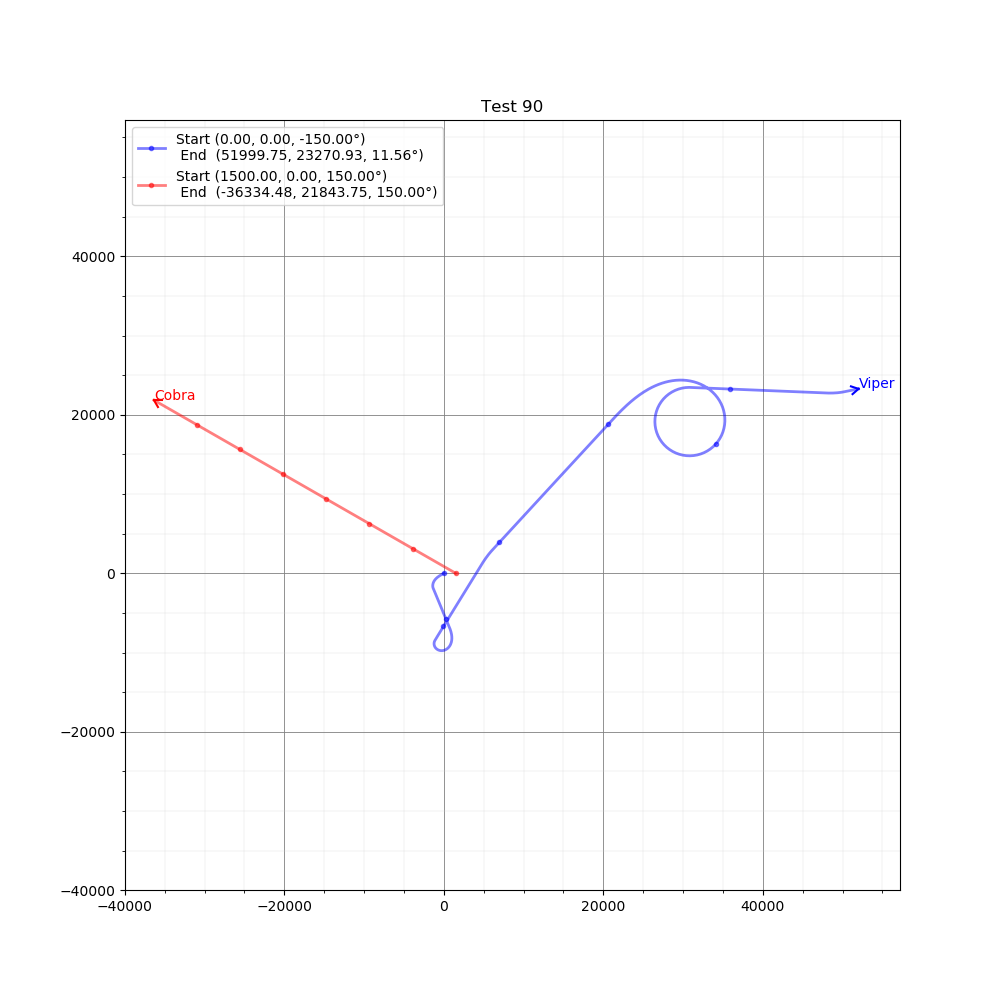 Test 90
Start (0.00, 0.00, -150.00°)
End  (51999.75, 23270.93, 11.56°)
Start (1500.00, 0.00, 150.00°)
End  (-36334.48, 21843.75, 150.00°)
40000
20000
0
−20000
−40000
Cobra
Viper
−40000
−20000
0
20000
40000